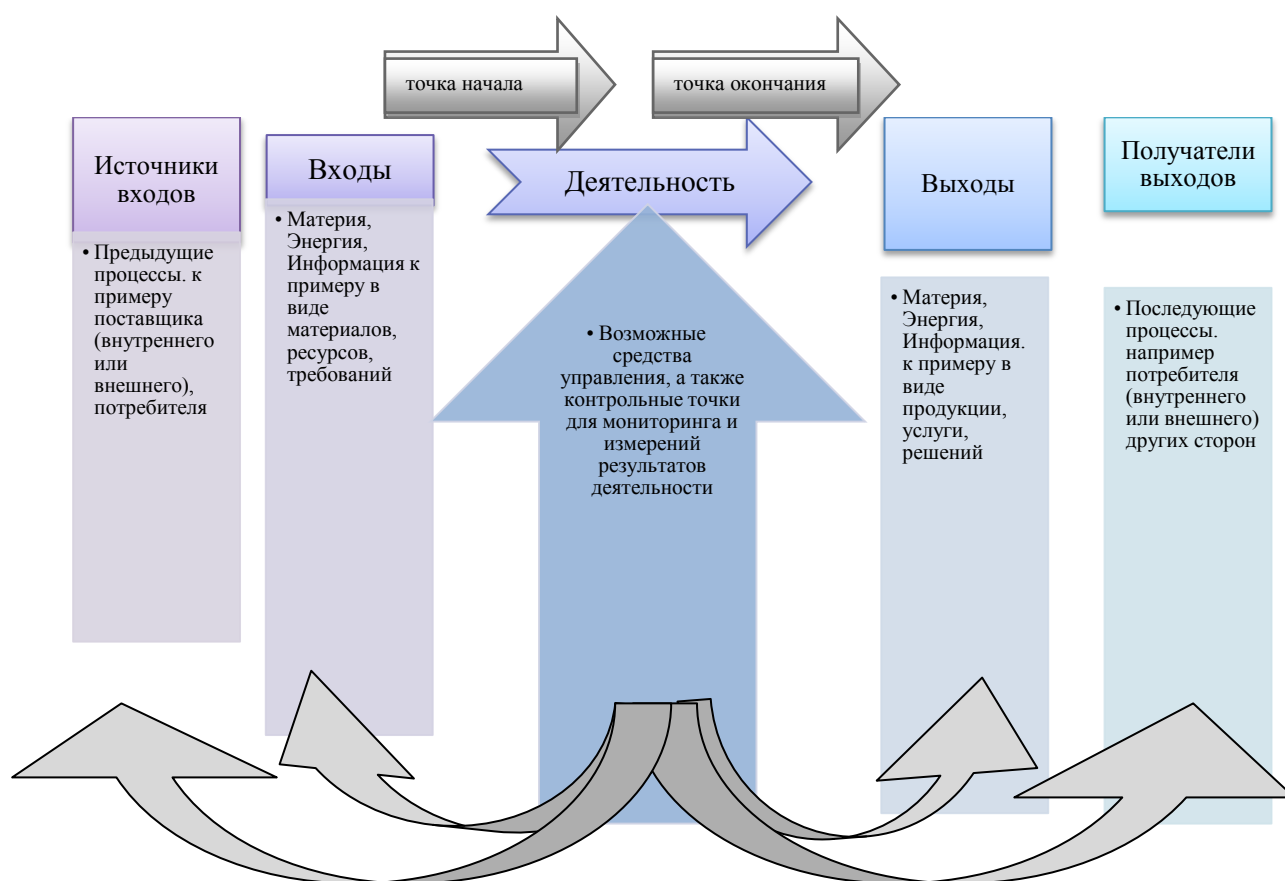 точка начала
точка окончания
Источники
входов
Входы
Деятельность
Выходы
Получатели
выходов
• Предыдущие
процессы. к
примеру
поставщика
(внутреннего
или
внешнего),
потребителя
• Материя,
Энергия,
Информация к
примеру в
виде
материалов,
ресурсов,
требований
• Возможные
средства
управления, а также
контрольные точки
для мониторинга и
измерений
результатов
деятельности
• Материя,
Энергия,
Информация.
к примеру в
виде
продукции,
услуги,
решений
• Последующие
процессы.
например
потребителя
(внутреннего
или внешнего)
других сторон